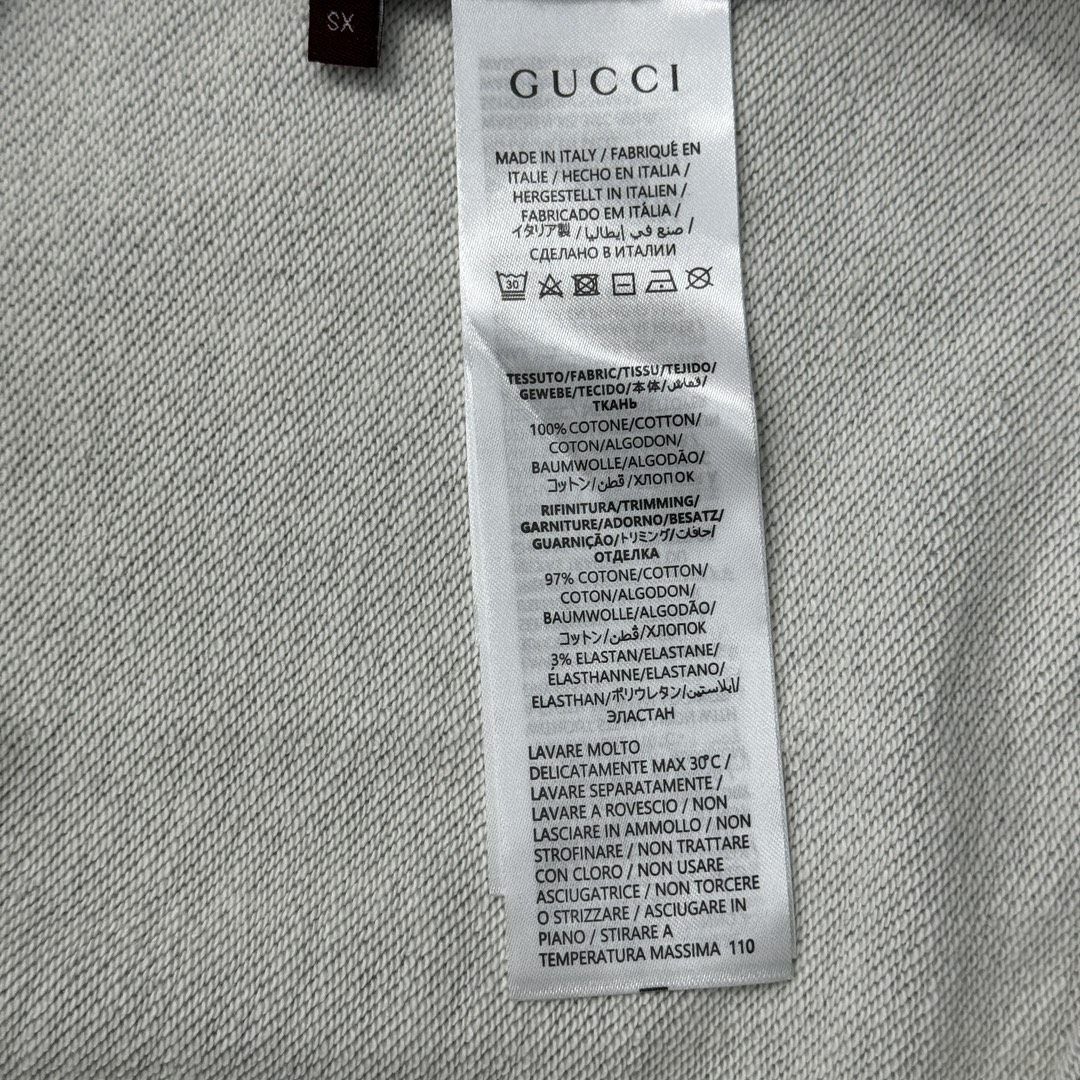 SX
GUCCI
MADE IN ITALY / FABRIQUÉ EN
ITALIE / HECHO EN ITALIA /
HERGESTELLT IN ITALIEN /
FABRICADO EM ITÁLIA /
イタリア製 / صنع في إيطاليا /
СДЕЛАНО В ИТАЛИИ
30
TESSUTO/FABRIC/TISSU/TEJIDO/
GEWEBE/TECIDO/本体/قماش/
ТКАНЬ
100% COTONE/COTTON/
COTON/ALGODON/
BAUMWOLLE/ALGODÃO/
コットン/قطن/ХЛОПОК
RIFINITURA/TRIMMING/
GARNITURE/ADORNO/BESATZ/
GUARNIÇÃO/トリミング/حافات/
ОТДЕЛКА
97% COTONE/COTTON/
COTON/ALGODON/
BAUMWOLLE/ALGODÃO/
コットン/قطن/ХЛОПОК
3% ELASTAN/ELASTANE/
ÉLASTHANNE/ELASTANO/
ELASTHAN/ポリウレタン/إيلاستين/
ЭЛАСТАН
LAVARE MOLTO
DELICATAMENTE MAX 30°C /
LAVARE SEPARATAMENTE /
LAVARE A ROVESCIO / NON
LASCIARE IN AMMOLLO / NON
STROFINARE / NON TRATTARE
CON CLORO / NON USARE
ASCIUGATRICE / NON TORCERE
O STRIZZARE / ASCIUGARE IN
PIANO / STIRARE A
TEMPERATURA MASSIMA 110